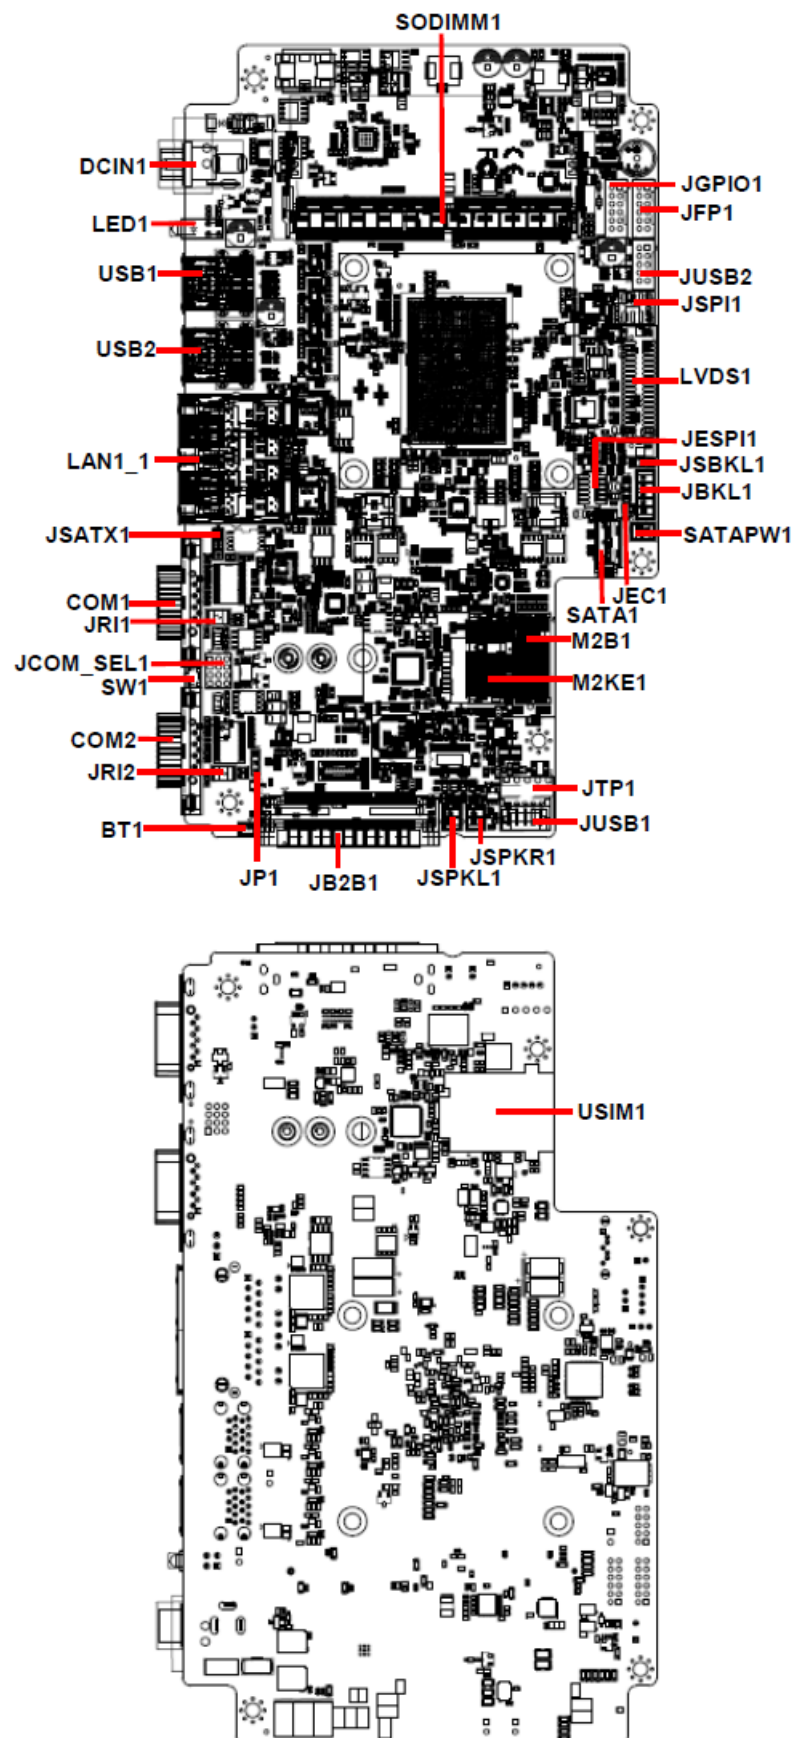 SODIMM1
DCIN1
JGPIO1
LED1
JFP1
USB1
JUSB2
JSPI1
USB2
LVDS1
JESPI1
LAN1_1
JSBKL1
JBKL1
JSATX1
SATAPW1
COM1
JEC1
SATA1
JRI1
M2B1
JCOM_SEL1
SW1
M2KE1
COM2
JRI2
JTP1
BT1
JUSB1
JSPKR1
JP1
JB2B1
JSPKL1
USIM1